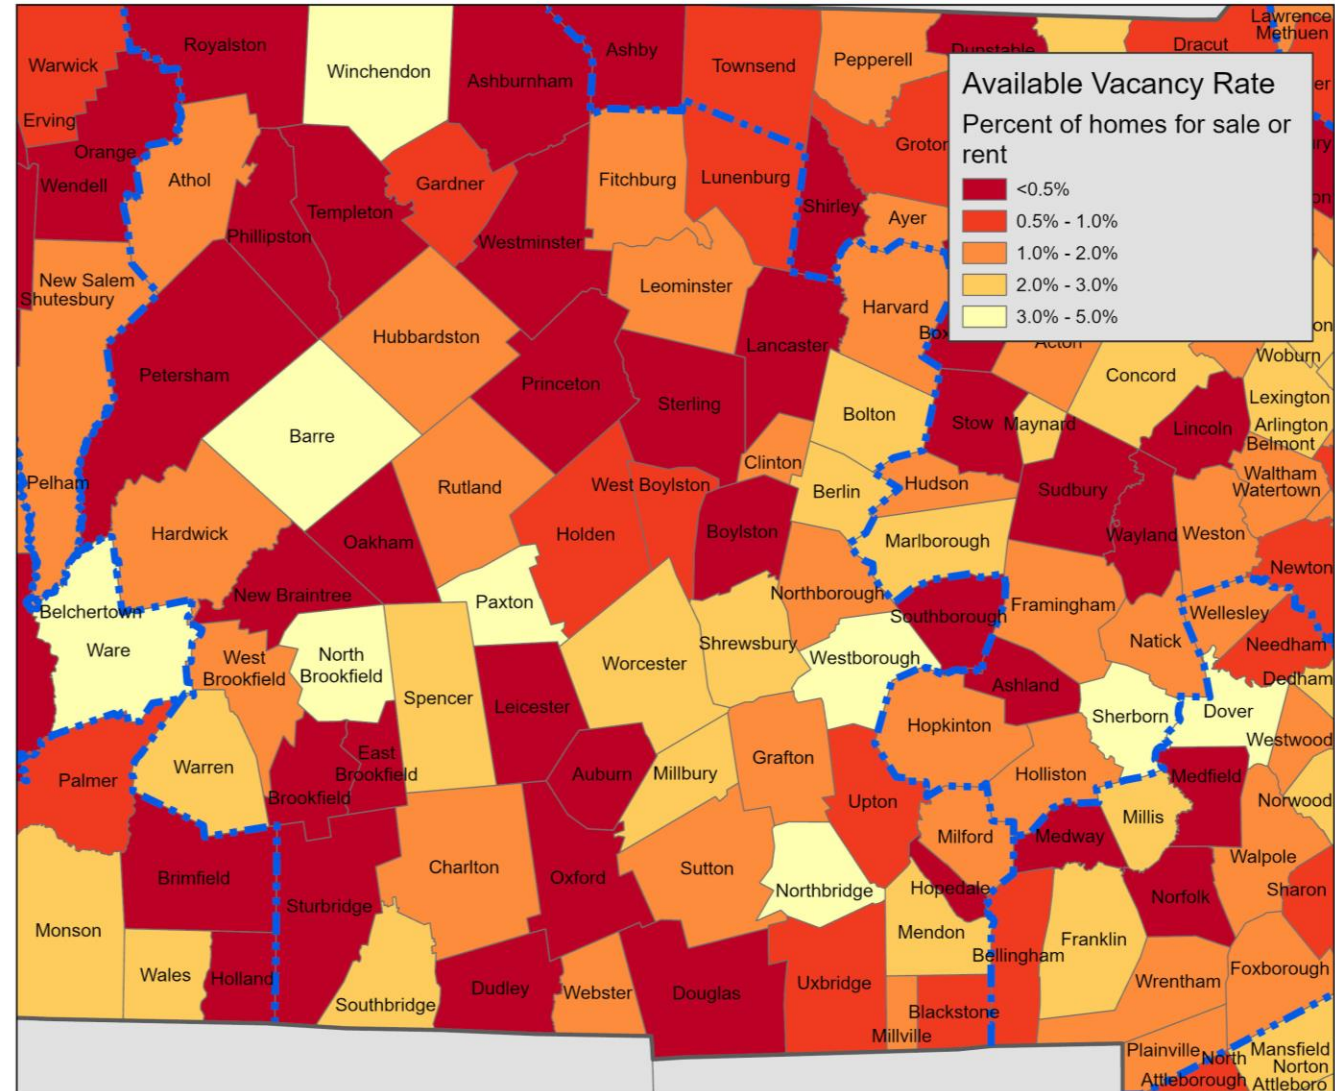 Lawrence
Methuen
Royalston
Ashby
Dracut
Dunstable
Warwick
Winchendon
Townsend
Pepperell
Ashburnham
Available Vacancy Rate
Percent of homes for sale or
rent
<0.5%
0.5% - 1.0%
1.0% - 2.0%
2.0% - 3.0%
3.0% - 5.0%
Erving
Orange
Groton
Wendell
Athol
Gardner
Fitchburg
Lunenburg
Templeton
Shirley
Ayer
Phillipston
Westminster
New Salem
Shutesbury
Leominster
Harvard
Hubbardston
Lancaster
Acton
Woburn
Petersham
Princeton
Concord
Sterling
Lexington
Bolton
Stow
Maynard
Lincoln
Arlington
Belmont
Barre
Clinton
Waltham
Watertown
Pelham
Rutland
West Boylston
Berlin
Hudson
Sudbury
Hardwick
Holden
Boylston
Marlborough
Wayland
Weston
Oakham
Newton
New Braintree
Northborough
Framingham
Belchertown
Paxton
Southborough
Wellesley
Ware
West
Brookfield
North
Brookfield
Worcester
Shrewsbury
Westborough
Natick
Needham
Dedham
Spencer
Leicester
Ashland
Sherborn
Dover
Hopkinton
Westwood
Palmer
Warren
East
Brookfield
Auburn
Millbury
Grafton
Holliston
Medfield
Brookfield
Upton
Norwood
Millis
Milford
Medway
Walpole
Charlton
Sutton
Brimfield
Oxford
Northbridge
Hopedale
Norfolk
Sharon
Sturbridge
Monson
Mendon
Franklin
Bellingham
Foxborough
Wales
Holland
Dudley
Webster
Douglas
Uxbridge
Wrentham
Southbridge
Blackstone
Millville
Plainville
North
Attleborough
Mansfield
Norton
Attleboro